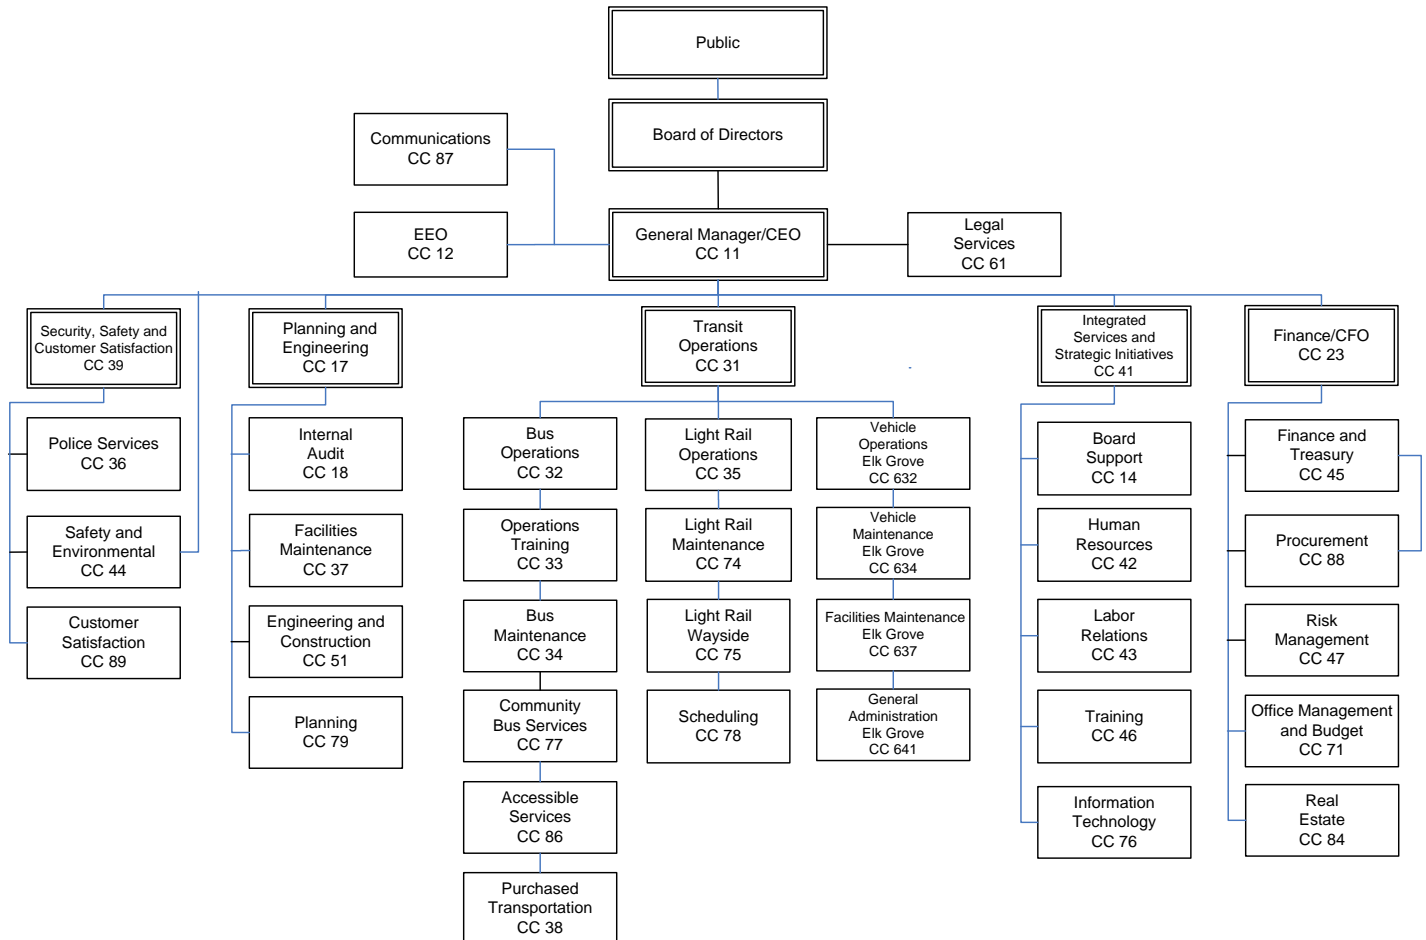 Public
Board of Directors
Communications
CC 87
EEO
CC 12
General Manager/CEO
CC 11
Legal
Services
CC 61
Security, Safety and
Customer Satisfaction
CC 39
Planning and
Engineering
CC 17
Transit
Operations
CC 31
Integrated
Services and
Strategic Initiatives
CC 41
Finance/CFO
CC 23
Police Services
CC 36
Safety and
Environmental
CC 44
Customer
Satisfaction
CC 89
Internal
Audit
CC 18
Facilities
Maintenance
CC 37
Engineering and
Construction
CC 51
Planning
CC 79
Bus
Operations
CC 32
Operations
Training
CC 33
Bus
Maintenance
CC 34
Community
Bus Services
CC 77
Accessible
Services
CC 86
Purchased
Transportation
CC 38
Light Rail
Operations
CC 35
Light Rail
Maintenance
CC 74
Light Rail
Wayside
CC 75
Scheduling
CC 78
Vehicle
Operations
Elk Grove
CC 632
Vehicle
Maintenance
Elk Grove
CC 634
Facilities Maintenance
Elk Grove
CC 637
General
Administration
Elk Grove
CC 641
Board
Support
CC 14
Human
Resources
CC 42
Labor
Relations
CC 43
Training
CC 46
Information
Technology
CC 76
Finance and
Treasury
CC 45
Procurement
CC 88
Risk
Management
CC 47
Office Management
and Budget
CC 71
Real
Estate
CC 84